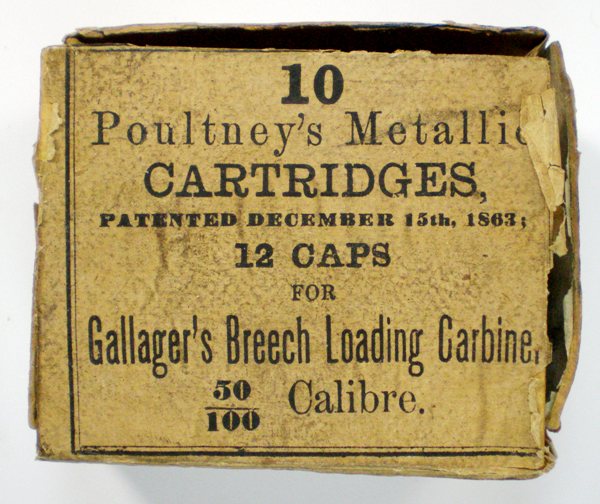 10
Poultney's Metallic
CARTRIDGES,
PATENTED DECEMBER 15th, 1863;
12 CAPS
FOR
Gallager's Breech Loading Carbine,
50/100 Calibre.